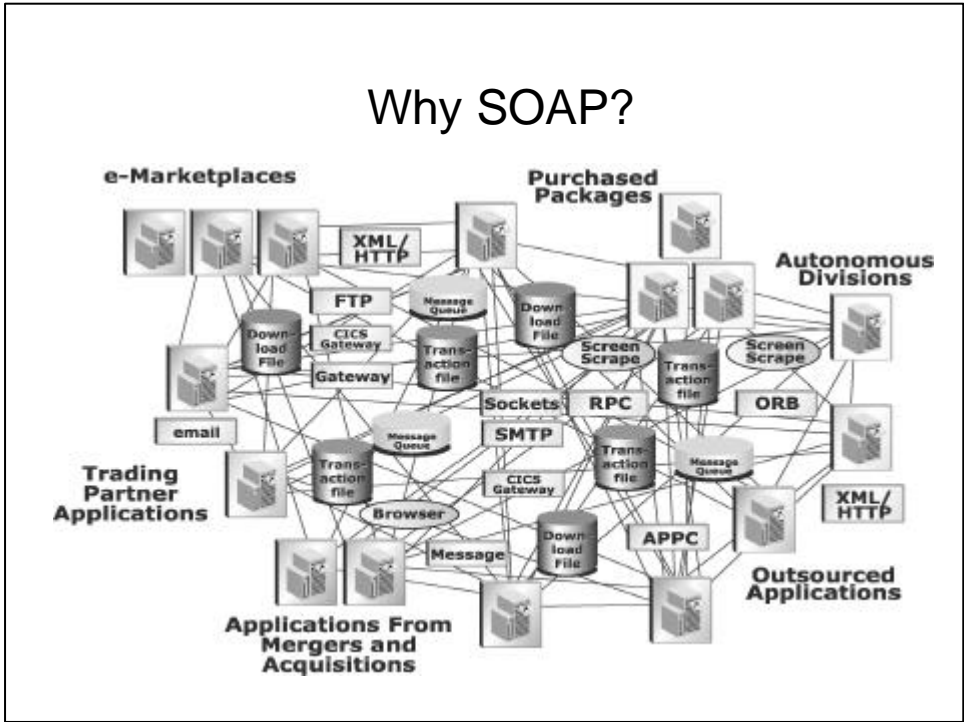 Why SOAP?
e-Marketplaces
Purchased
Packages
XML/
HTTP
Autonomous
Divisions
FTP
Message
Queue
Down-
load
File
Down-
load
File
CICS
Gateway
Trans-
action
file
Screen
Scrape
Screen
Scrape
Trans-
action
file
Gateway
Sockets
RPC
ORB
email
Message
Queue
SMTP
Trans-
action
file
Message
Queue
Trans-
action
file
Trading
Partner
Applications
CICS
Gateway
XML/
HTTP
Browser
Down-
load
File
Message
APPC
Outsourced
Applications
Applications From
Mergers and
Acquisitions